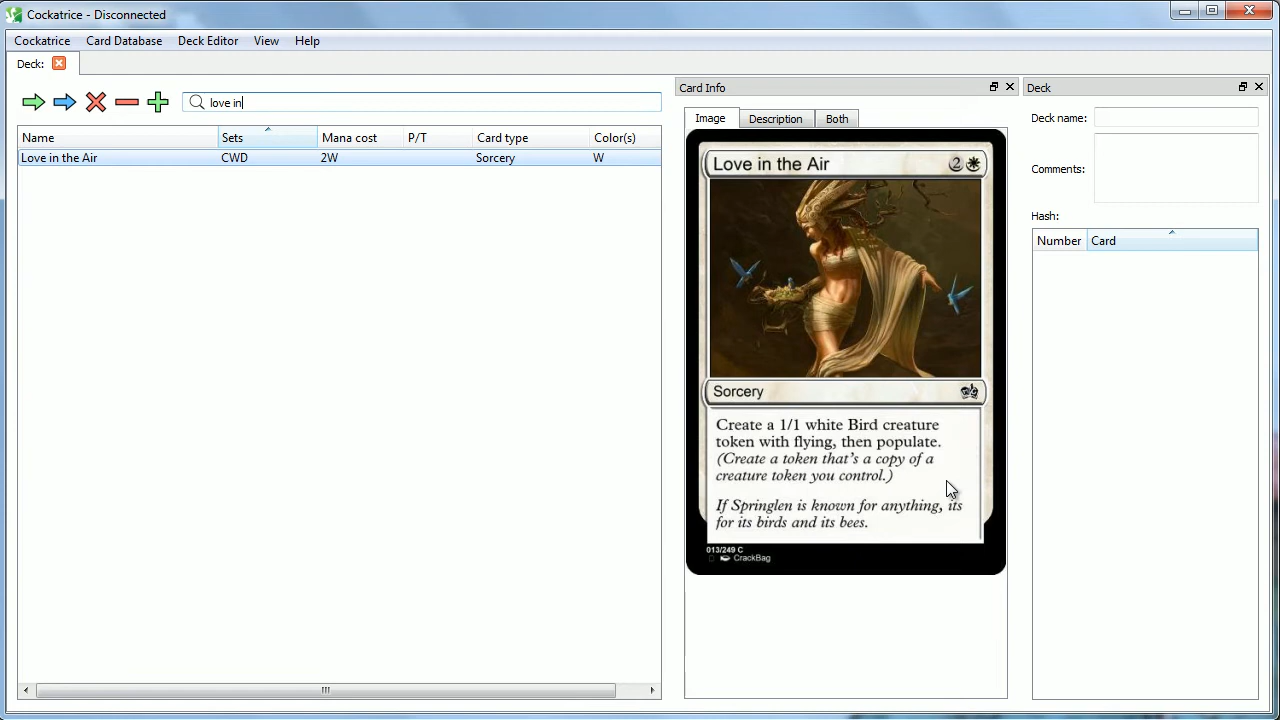 Cockatrice - Disconnected
Cockatrice Card Database Deck Editor View Help
Deck:
love in
Name Sets Mana cost P/T Card type Color(s)
Love in the Air CWD 2W Sorcery W
Card Info
Image Description Both
Love in the Air 2
Sorcery
Create a 1/1 white Bird creature
token with flying, then populate.
(Create a token that's a copy of a
creature token you control.)
If Springlen is known for anything, its
for its birds and its bees.
013/249 C
CrackBag
Deck
Deck name:
Comments:
Hash:
Number Card